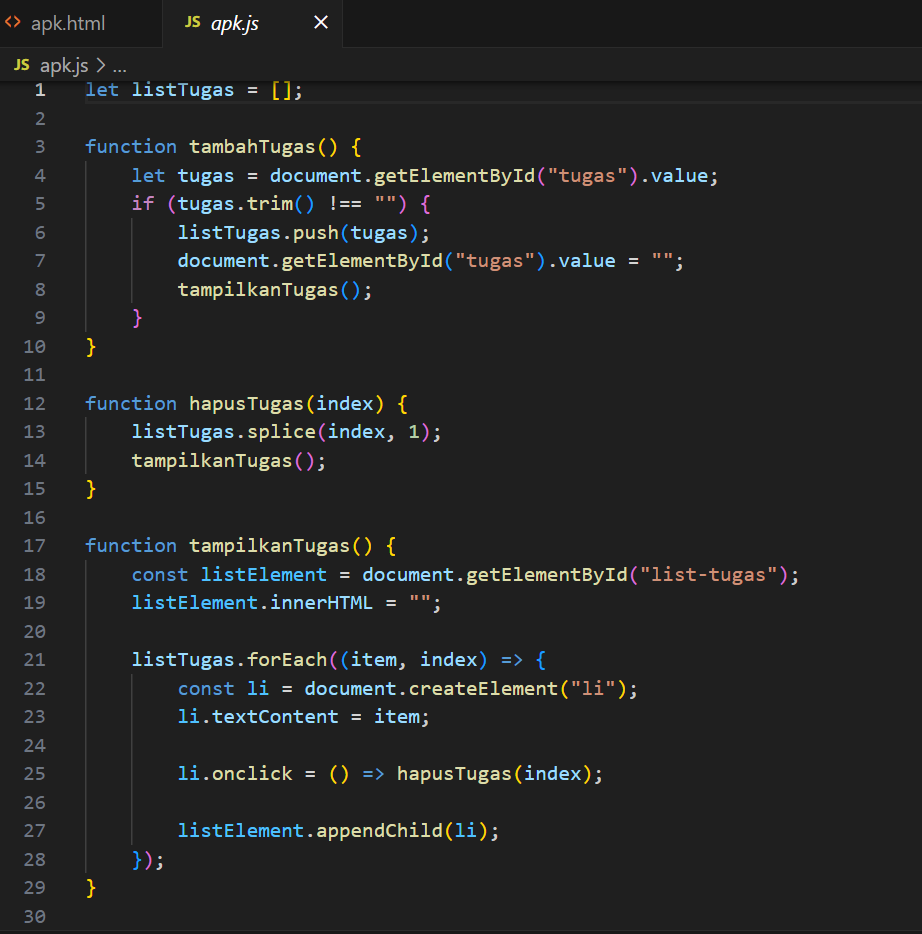 <> apk.html JS apk.js ×
JS apk.js > ...
1 let listTugas = [];
2
3 function tambahTugas() {
4     let tugas = document.getElementById("tugas").value;
5     if (tugas.trim() !== "") {
6         listTugas.push(tugas);
7         document.getElementById("tugas").value = "";
8         tampilkanTugas();
9     }
10 }
11
12 function hapusTugas(index) {
13     listTugas.splice(index, 1);
14     tampilkanTugas();
15 }
16
17 function tampilkanTugas() {
18     const listElement = document.getElementById("list-tugas");
19     listElement.innerHTML = "";
20
21     listTugas.forEach((item, index) => {
22         const li = document.createElement("li");
23         li.textContent = item;
24
25         li.onclick = () => hapusTugas(index);
26
27         listElement.appendChild(li);
28     });
29 }
30